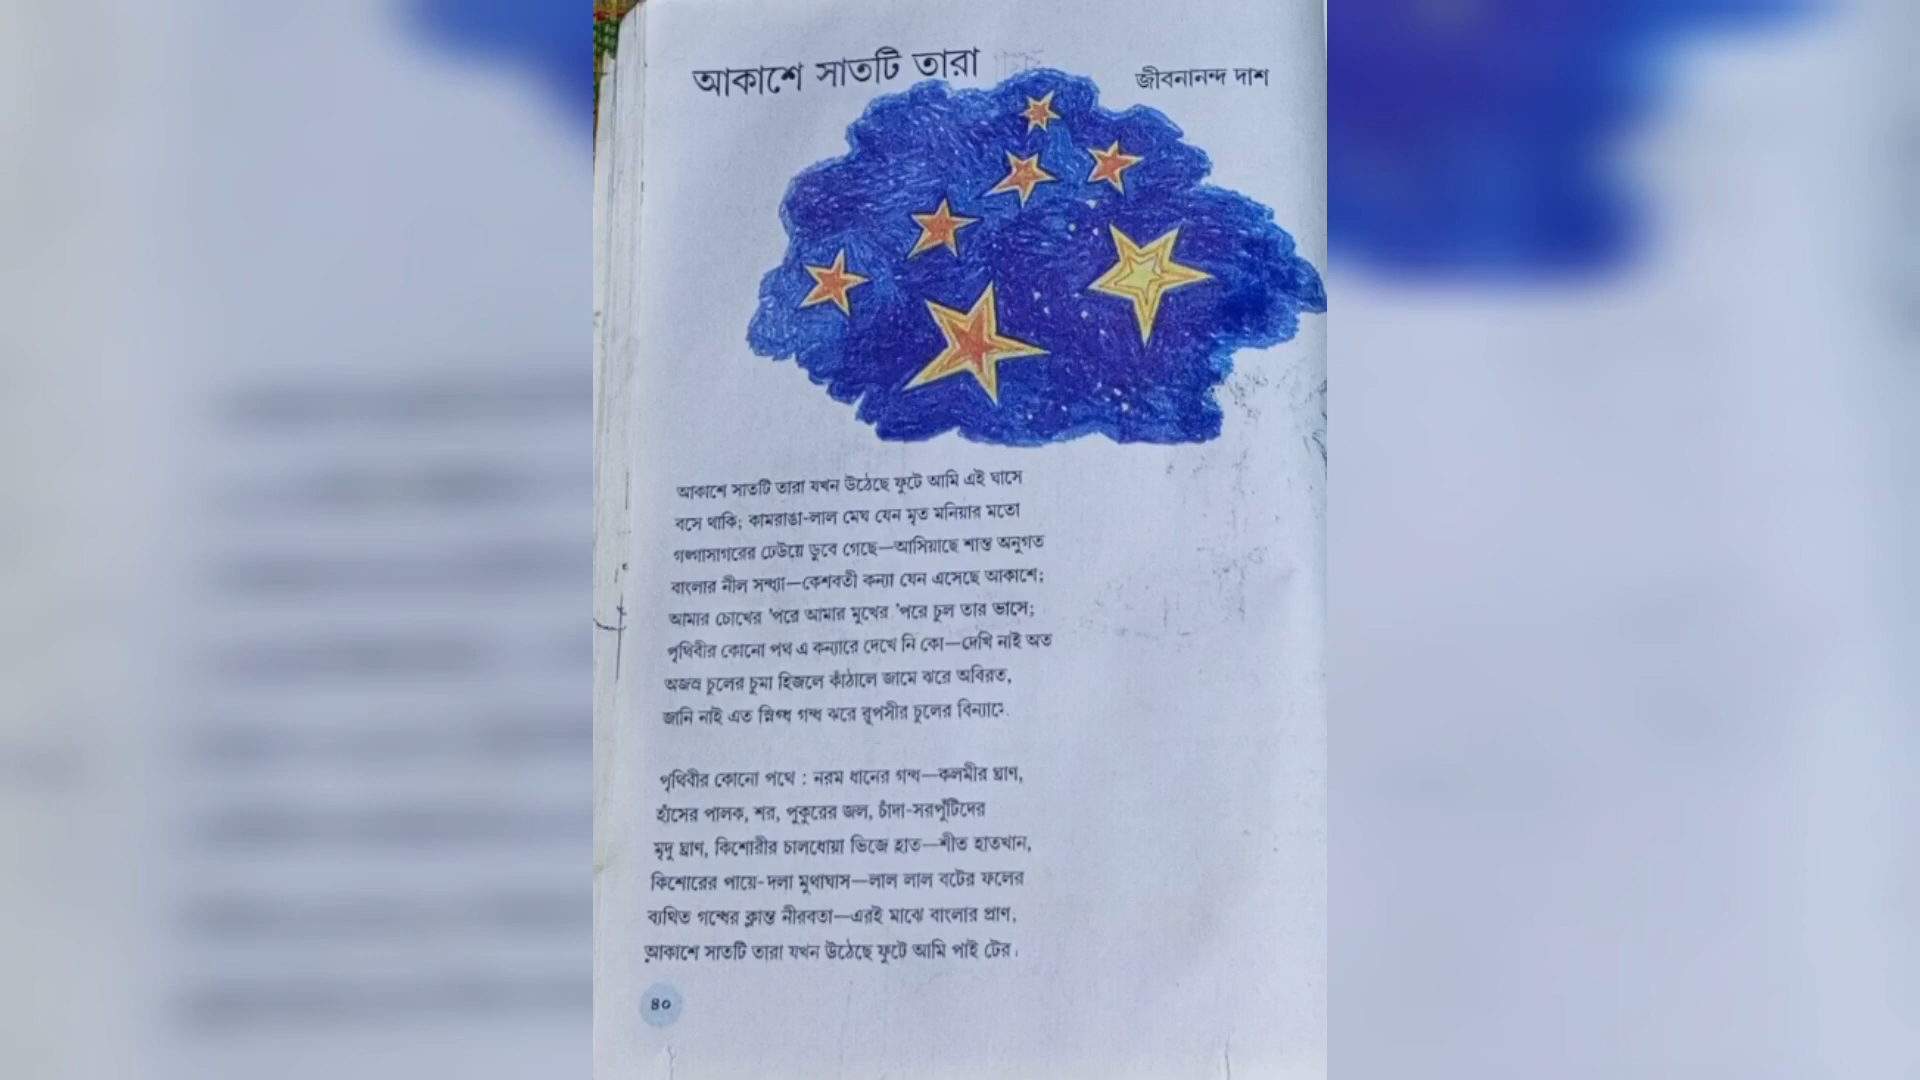 আকাশে সাতটি তারা
জীবনানন্দ দাশ
আকাশে সাতটি তারা যখন উঠেছে ফুটে আমি এই ঘাসে
বসে থাকি; কামরাঙা-লাল মেঘ যেন মৃত মনিয়ার মতো
গঙ্গাসাগরের ঢেউয়ে ডুবে গেছে—আসিয়াছে শান্ত অনুগত
বাংলার নীল সন্ধ্যা—কেশবতী কন্যা যেন এসেছে আকাশে;
আমার চোখের 'পরে আমার মুখের 'পরে চুল তার ভাসে;
পৃথিবীর কোনো পথ এ কন্যারে দেখে নি কো—দেখি নাই অত
অজস্র চুলের চুমা হিজলে কাঁঠালে জামে ঝরে অবিরত,
জানি নাই এত স্নিগ্ধ গন্ধ ঝরে রূপসীর চুলের বিন্যাসে
পৃথিবীর কোনো পথে : নরম ধানের গন্ধ—কলমীর ঘ্রাণ,
হাঁসের পালক, শর, পুকুরের জল, চাঁদা-সরপুঁটিদের
মৃদু ঘ্রাণ, কিশোরীর চালধোয়া ভিজে হাত—শীত হাতখান,
কিশোরের পায়ে-দলা মুথাঘাস—লাল লাল বটের ফলের
ব্যথিত গন্ধের ক্লান্ত নীরবতা—এরই মাঝে বাংলার প্রাণ,
আকাশে সাতটি তারা যখন উঠেছে ফুটে আমি পাই টের।
৪০